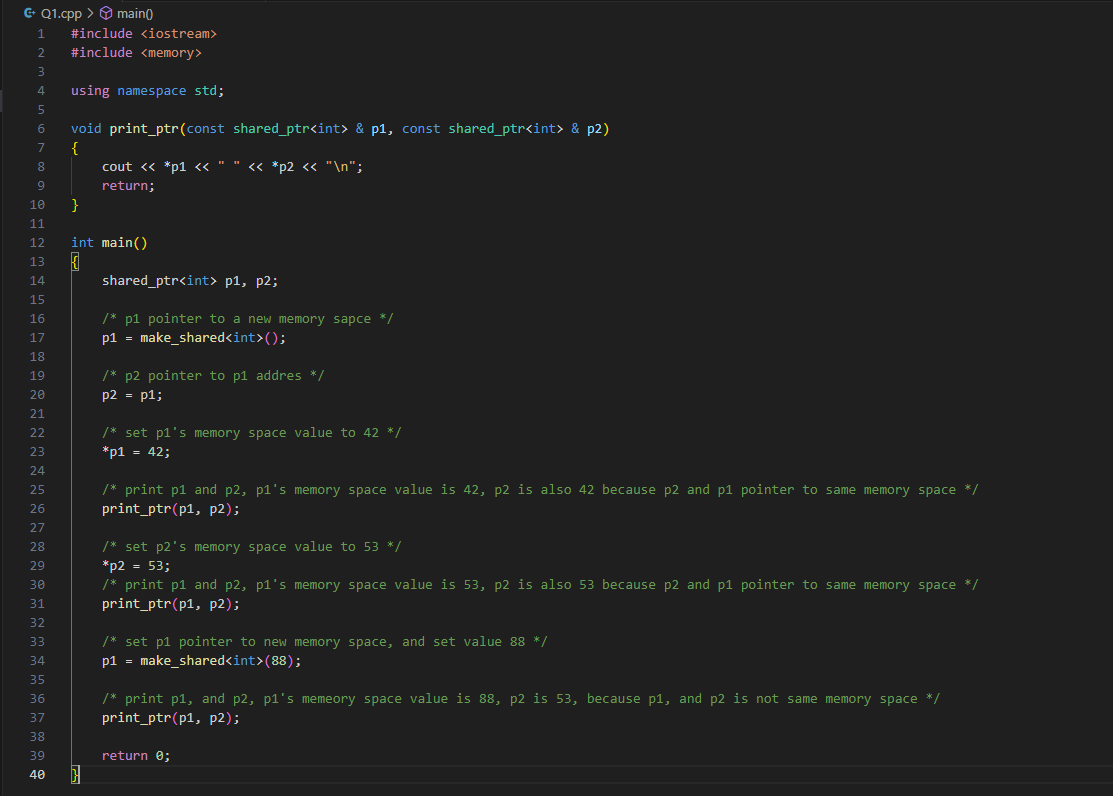 Q1.cpp > main()
1 #include <iostream>
2 #include <memory>
3
4 using namespace std;
5
6 void print_ptr(const shared_ptr<int> & p1, const shared_ptr<int> & p2)
7 {
8 cout << *p1 << " " << *p2 << "\n";
9 return;
10 }
11
12 int main()
13 {
14 shared_ptr<int> p1, p2;
15
16 /* p1 pointer to a new memory sapce */
17 p1 = make_shared<int>();
18
19 /* p2 pointer to p1 addres */
20 p2 = p1;
21
22 /* set p1's memory space value to 42 */
23 *p1 = 42;
24
25 /* print p1 and p2, p1's memory space value is 42, p2 is also 42 because p2 and p1 pointer to same memory space */
26 print_ptr(p1, p2);
27
28 /* set p2's memory space value to 53 */
29 *p2 = 53;
30 /* print p1 and p2, p1's memory space value is 53, p2 is also 53 because p2 and p1 pointer to same memory space */
31 print_ptr(p1, p2);
32
33 /* set p1 pointer to new memory space, and set value 88 */
34 p1 = make_shared<int>(88);
35
36 /* print p1, and p2, p1's memeory space value is 88, p2 is 53, because p1, and p2 is not same memory space */
37 print_ptr(p1, p2);
38
39 return 0;
40 }